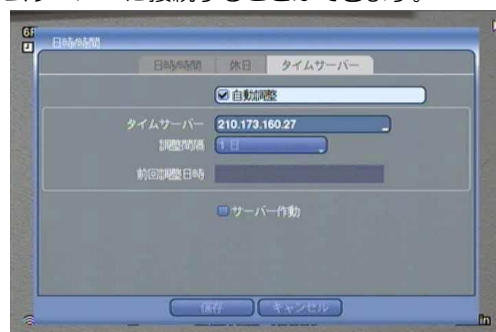 日時/時間
日時/時間 休日 タイムサーバー
自動調整
タイムサーバー 210.173.160.27
調整間隔 1 日
前回調整日時
サーバー作動
保存 キャンセル
in